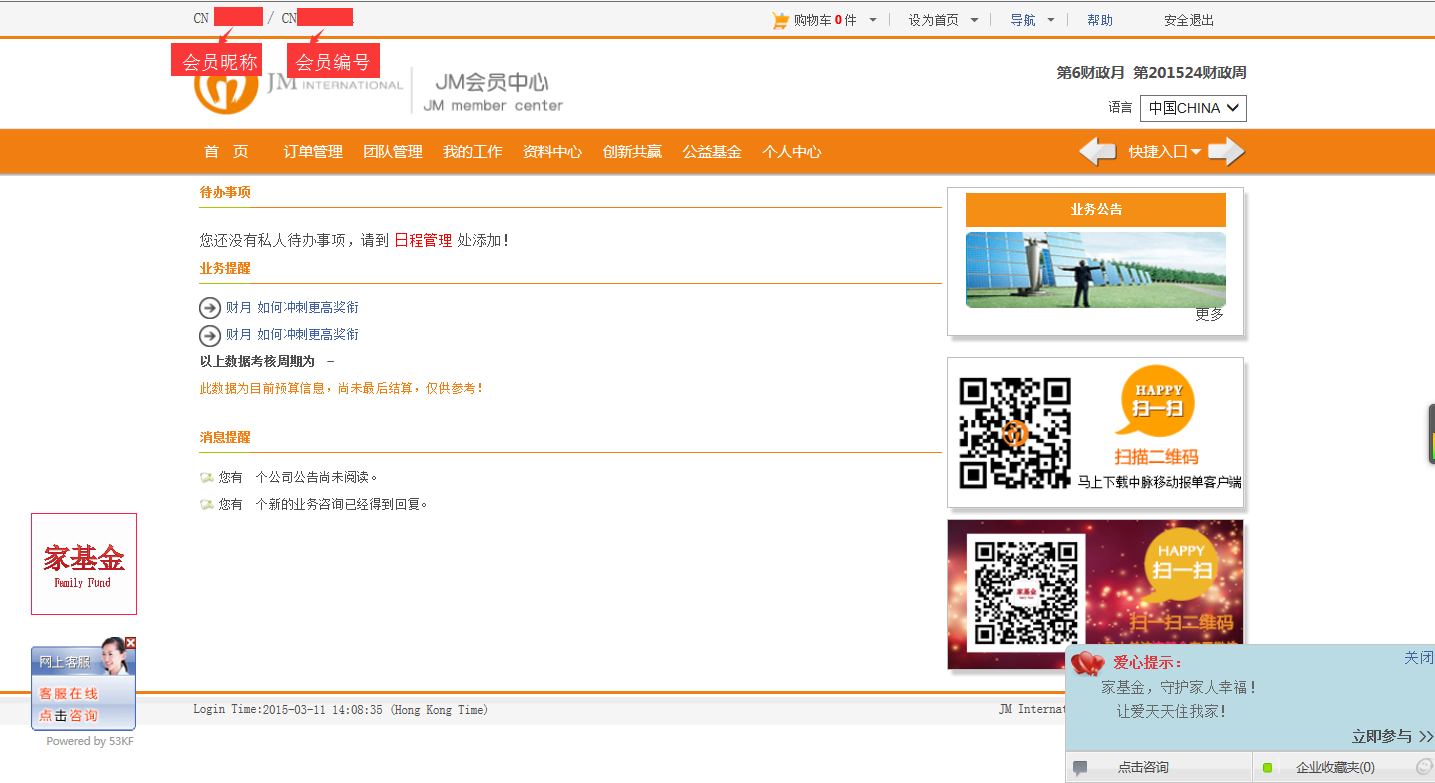 CN / CN
购物车 0 件
设为首页
导航
帮助
安全退出
会员昵称
会员编号
JM INTERNATIONAL
JM会员中心
JM member center
第6财政月 第201524财政周
语言 中国CHINA
首 页
订单管理
团队管理
我的工作
资料中心
创新共赢
公益基金
个人中心
快捷入口
待办事项
您还没有私人待办事项，请到 日程管理 处添加！
业务提醒
财月 如何冲刺更高奖衔
财月 如何冲刺更高奖衔
以上数据考核周期为 -
此数据为目前预算信息，尚未最后结算，仅供参考！
消息提醒
您有 个公司公告尚未阅读。
您有 个新的业务咨询已经得到回复。
业务公告
更多
HAPPY
扫一扫
扫描二维码
马上下载中脉移动报单客户端
家基金
HAPPY
扫一扫
扫一扫二维码
家基金
Family Fund
网上客服
客服在线
点击咨询
Powered by 53KF
Login Time:2015-03-11 14:08:35 (Hong Kong Time)
JM Internat
爱心提示：
关闭
家基金，守护家人幸福！
让爱天天住我家！
立即参与 >>
点击咨询
企业收藏夹(0)